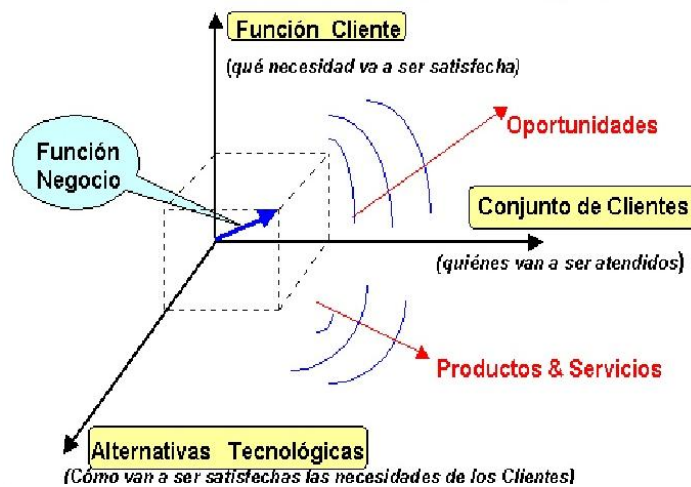 Función Cliente
(qué necesidad va a ser satisfecha)
Oportunidades
Función
Negocio
Conjunto de Clientes
(quiénes van a ser atendidos)
Productos & Servicios
Alternativas Tecnológicas
(Cómo van a ser satisfechas las necesidades de los Clientes)